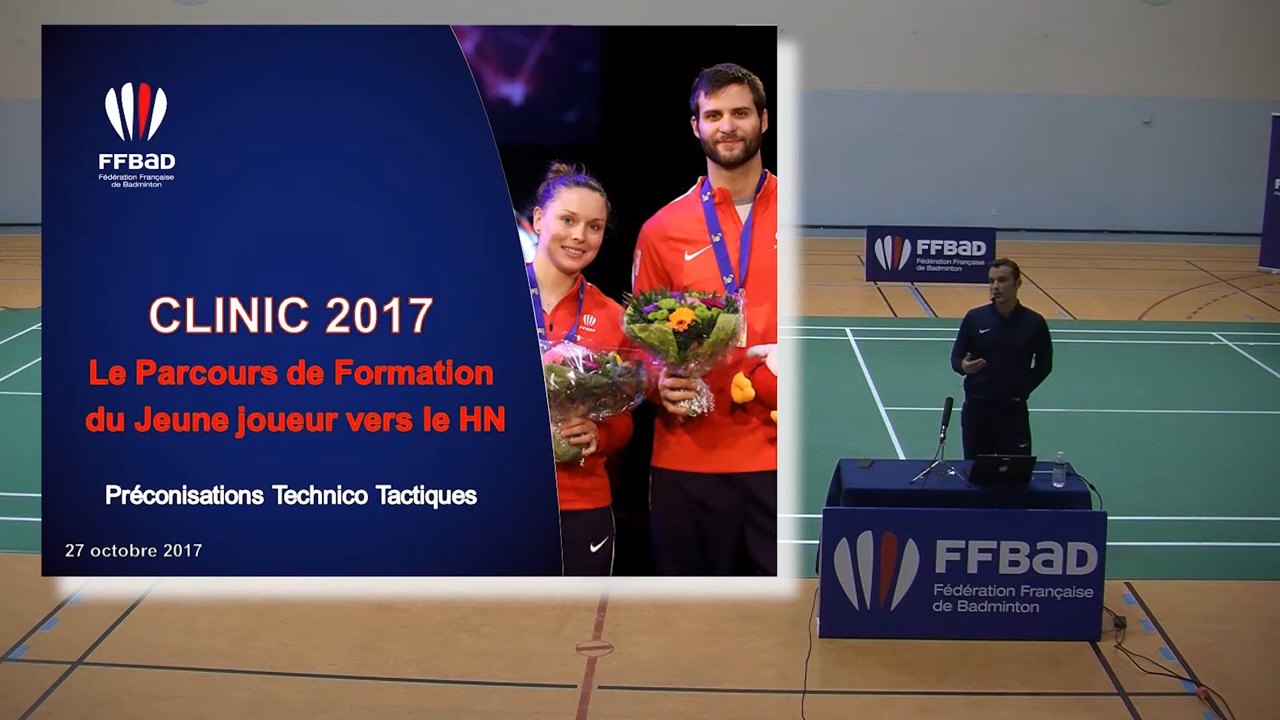 FFBaD
Fédération Française
de Badminton
CLINIC 2017
Le Parcours de Formation
du Jeune joueur vers le HN
Préconisations Technico Tactiques
27 octobre 2017
FFBaD
Fédération Française
de Badminton
FFBaD
Fédération Française
de Badminton